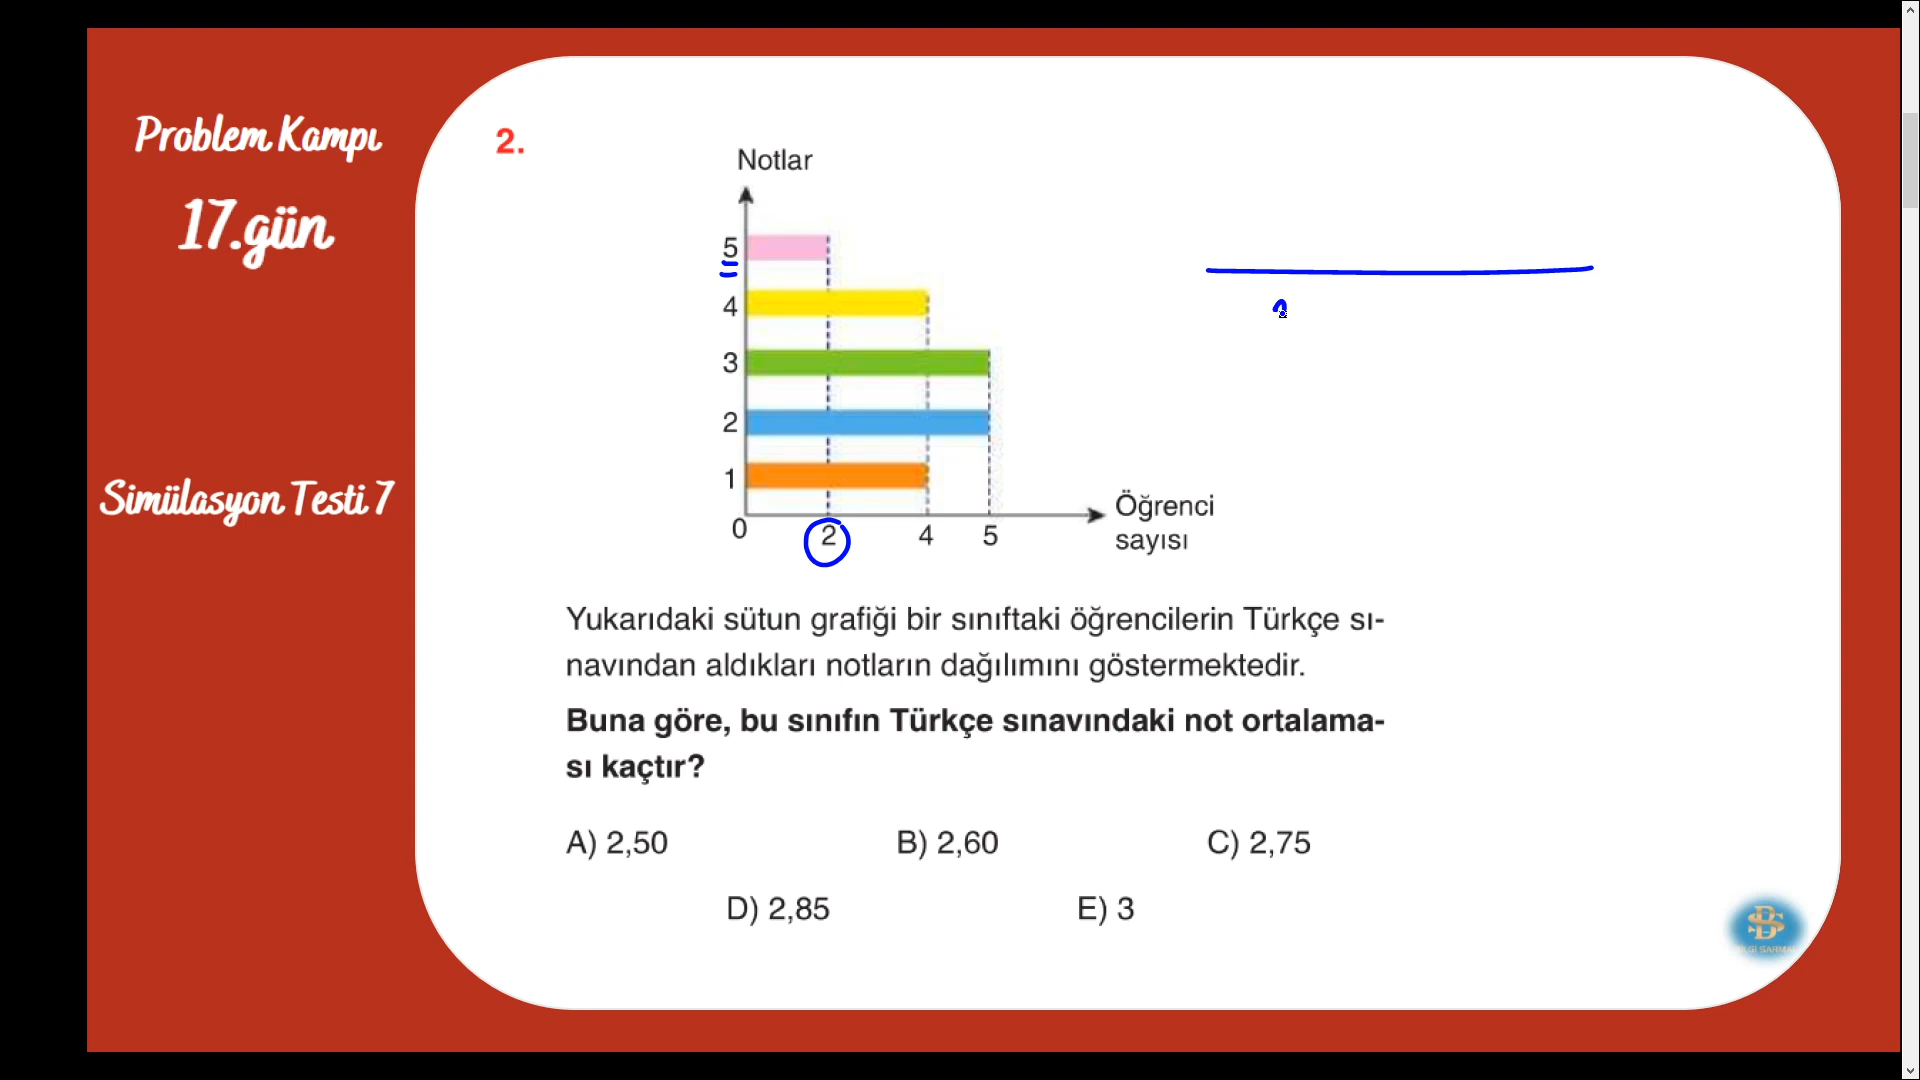 Problem Kampı
17.gün
Simülasyon Testi 7
2.
Notlar
5
4
3
2
1
0
2
4
5
Öğrenci
sayısı
Yukarıdaki sütun grafiği bir sınıftaki öğrencilerin Türkçe sı-
navından aldıkları notların dağılımını göstermektedir.
Buna göre, bu sınıfın Türkçe sınavındaki not ortalama-
sı kaçtır?
A) 2,50
B) 2,60
C) 2,75
D) 2,85
E) 3